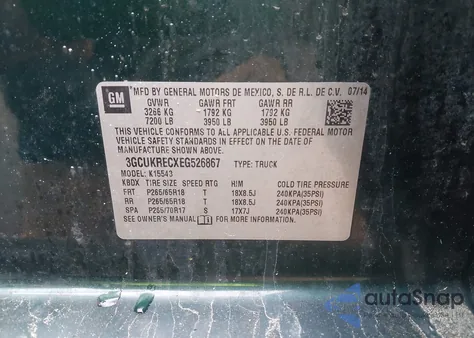 GM
MFD BY GENERAL MOTORS DE MEXICO, S. DE R.L. DE C.V. 07/14
GVWR GAWR FRT GAWR RR
3266 KG 1792 KG 1792 KG
7200 LB 3950 LB 3950 LB
THIS VEHICLE CONFORMS TO ALL APPLICABLE U.S. FEDERAL MOTOR
VEHICLE SAFETY AND THEFT PREVENTION STANDARDS IN EFFECT ON THE DATE OF
MANUFACTURE SHOWN ABOVE.
3GCUKRECXEG526867 TYPE: TRUCK
MODEL: K15543
KBDX TIRE SIZE SPEED RTG RIM COLD TIRE PRESSURE
FRT P265/65R18 T 18X8.5J 240KPA(35PSI)
RR P265/65R18 T 18X8.5J 240KPA(35PSI)
SPA P265/70R17 S 17X7J 240KPA(35PSI)
SEE OWNER'S MANUAL FOR MORE INFORMATION.
autoSnap